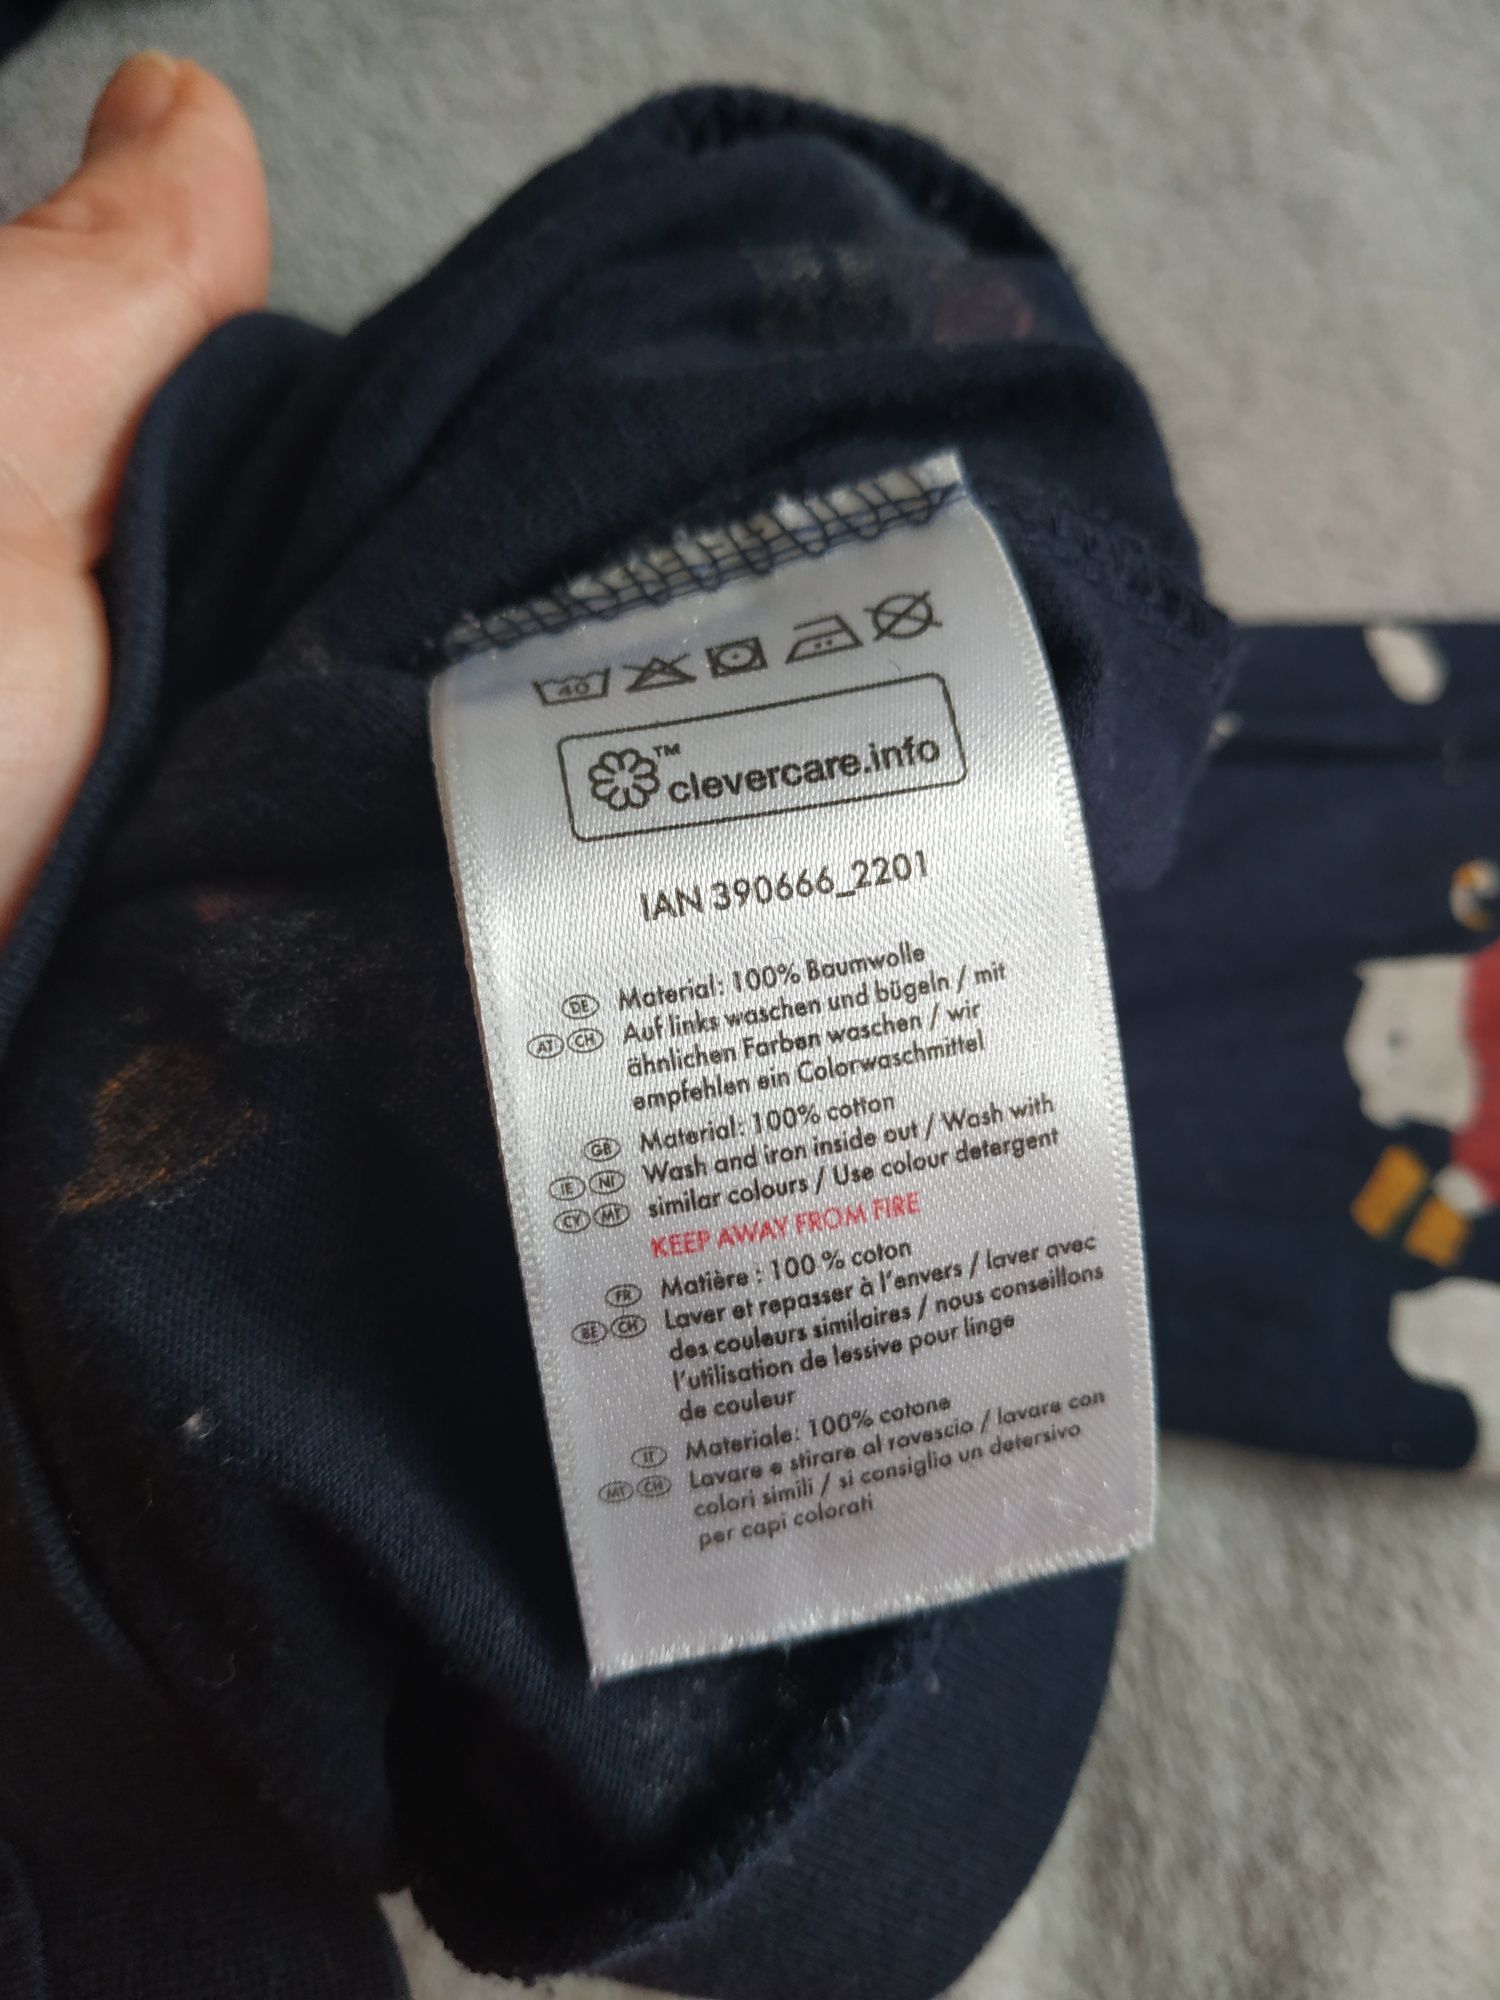 40
™
clevercare.info
IAN 390666_2201
DE Material: 100% Baumwolle
AT CH Auf links waschen und bügeln / mit
ähnlichen Farben waschen / wir
empfehlen ein Colorwaschmittel
GB Material: 100% cotton
IE NI Wash and iron inside out / Wash with
CY MT similar colours / Use colour detergent
KEEP AWAY FROM FIRE
FR Matière : 100 % coton
BE CH Laver et repasser à l'envers / laver avec
des couleurs similaires / nous conseillons
l'utilisation de lessive pour linge
de couleur
IT Materiale: 100% cotone
MT CH Lavare e stirare al rovescio / lavare con
colori simili / si consiglia un detersivo
per capi colorati